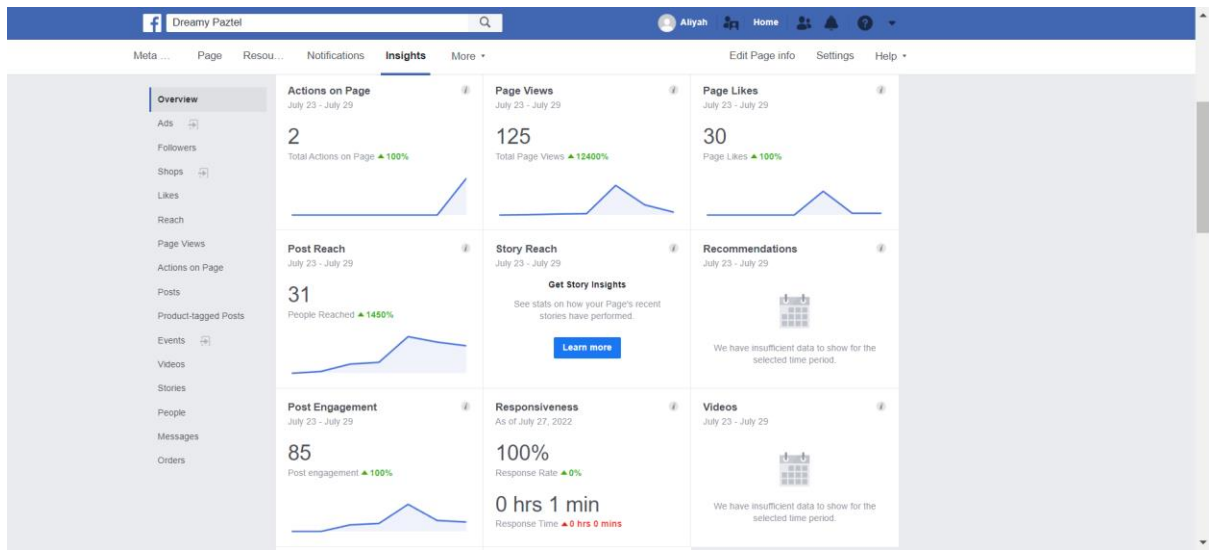 f Dreamy Paztel
Aliyah Home
Meta ... Page Resou... Notifications Insights More Edit Page info Settings Help
Overview
Ads
Followers
Shops
Likes
Reach
Page Views
Actions on Page
Posts
Product-tagged Posts
Events
Videos
Stories
People
Messages
Orders
Actions on Page
July 23 - July 29
2
Total Actions on Page ▲ 100%
Page Views
July 23 - July 29
125
Total Page Views ▲ 12400%
Page Likes
July 23 - July 29
30
Page Likes ▲ 100%
Post Reach
July 23 - July 29
31
People Reached ▲ 1450%
Story Reach
July 23 - July 29
Get Story Insights
See stats on how your Page's recent
stories have performed.
Learn more
Recommendations
July 23 - July 29
We have insufficient data to show for the
selected time period.
Post Engagement
July 23 - July 29
85
Post engagement ▲ 100%
Responsiveness
As of July 27, 2022
100%
Response Rate ▲ 0%
0 hrs 1 min
Response Time ▲ 0 hrs 0 mins
Videos
July 23 - July 29
We have insufficient data to show for the
selected time period.